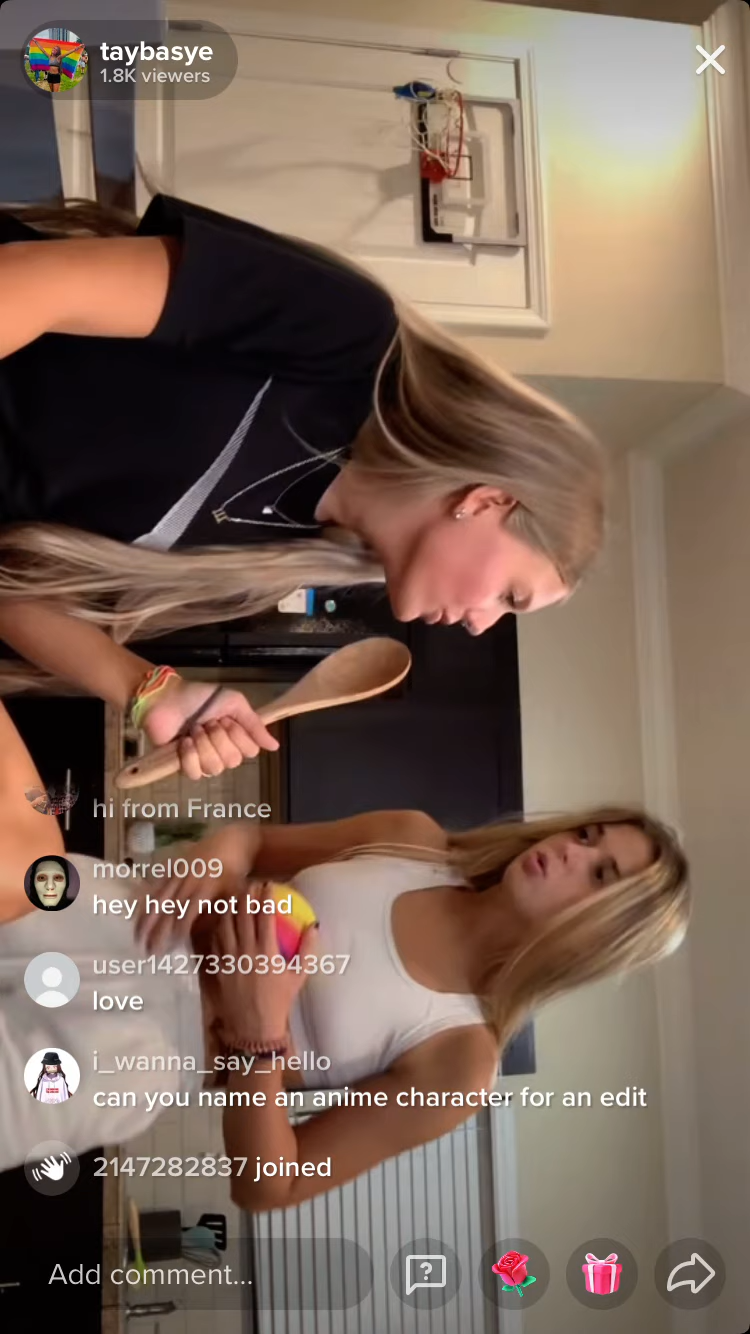 taybasye
1.8K viewers
hi from France
morrel009
hey hey not bad
user1427330394367
love
i_wanna_say_hello
can you name an anime character for an edit
2147282837 joined
Add comment...